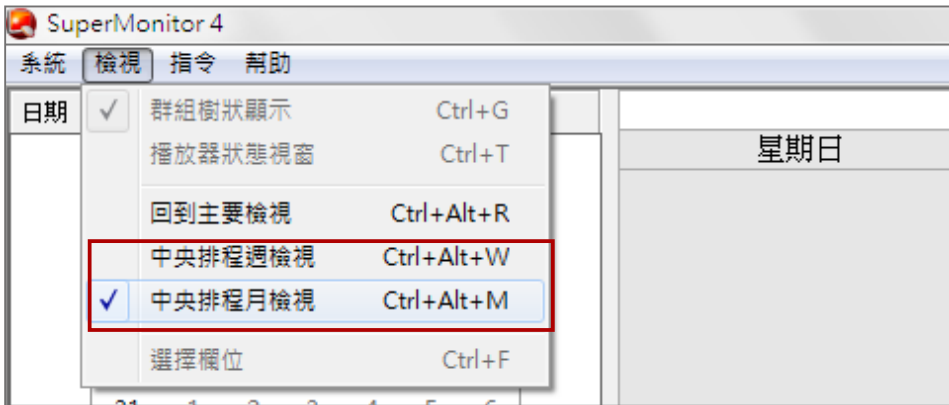 SuperMonitor 4
系統 檢視 指令 幫助
日期
群組樹狀顯示 Ctrl+G
播放器狀態視窗 Ctrl+T
星期日
回到主要檢視 Ctrl+Alt+R
中央排程週檢視 Ctrl+Alt+W
中央排程月檢視 Ctrl+Alt+M
選擇欄位 Ctrl+F